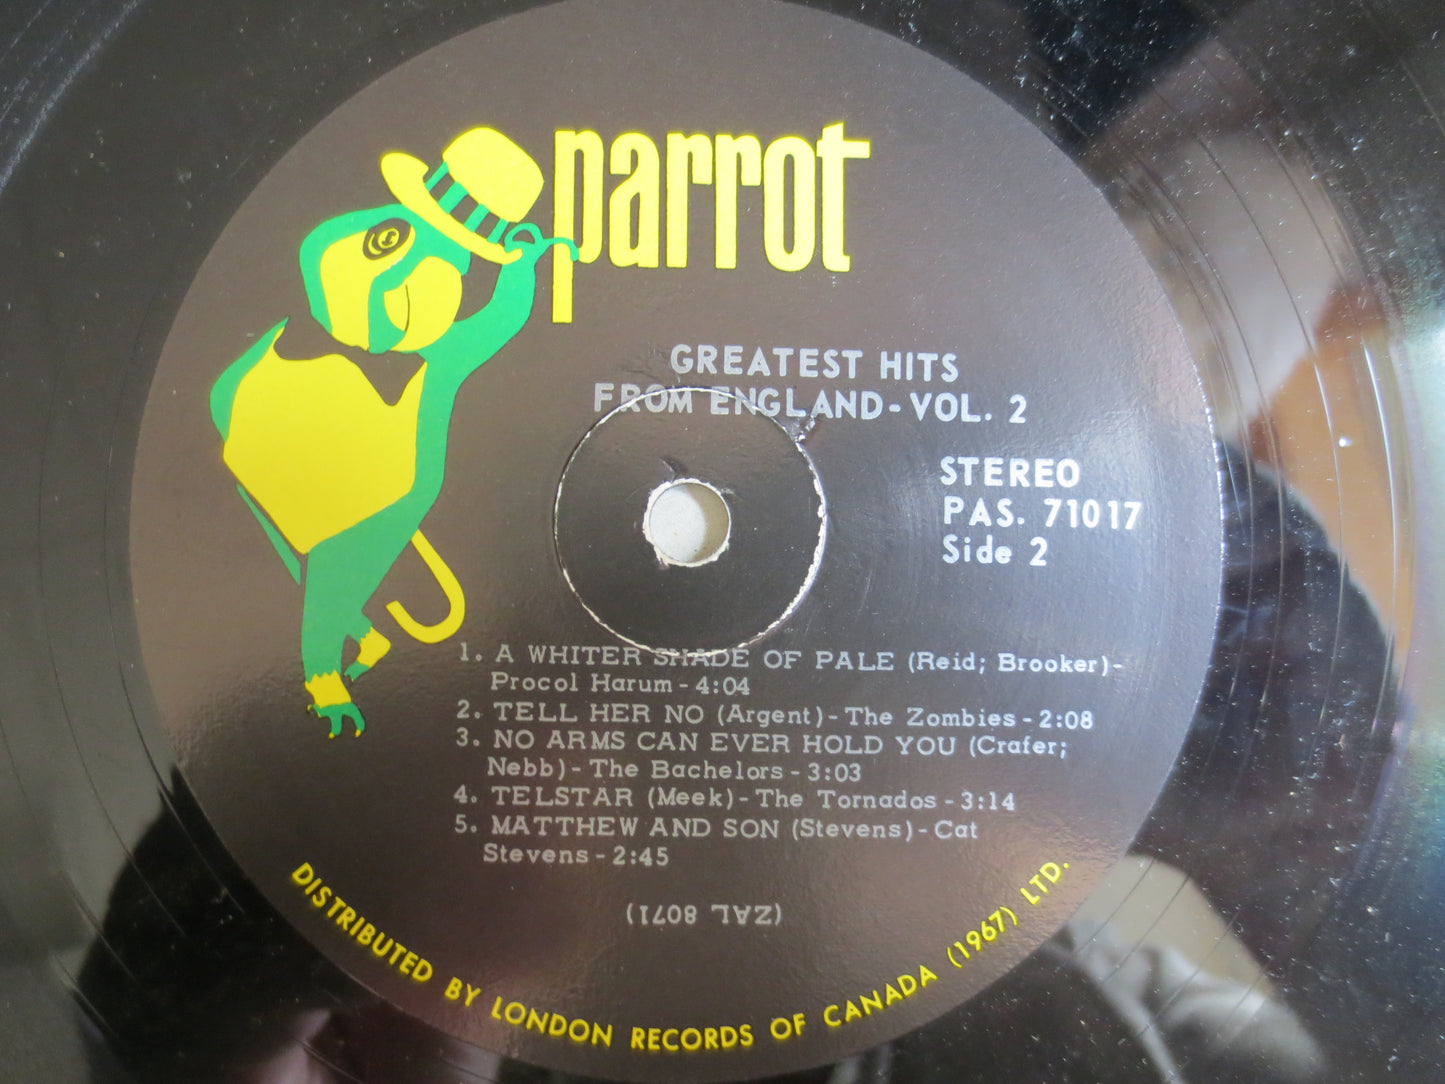 parrot
GREATEST HITS
FROM ENGLAND-VOL. 2
STEREO
PAS. 71017
Side 2
1. A WHITER SHADE OF PALE (Reid; Brooker)-
Procol Harum - 4:04
2. TELL HER NO (Argent) - The Zombies - 2:08
3. NO ARMS CAN EVER HOLD YOU (Crafer;
Nebb) - The Bachelors - 3:03
4. TELSTAR (Meek) - The Tornados - 3:14
5. MATTHEW AND SON (Stevens) - Cat
Stevens - 2:45
(ZAL 8071)
DISTRIBUTED BY LONDON RECORDS OF CANADA (1967) LTD.